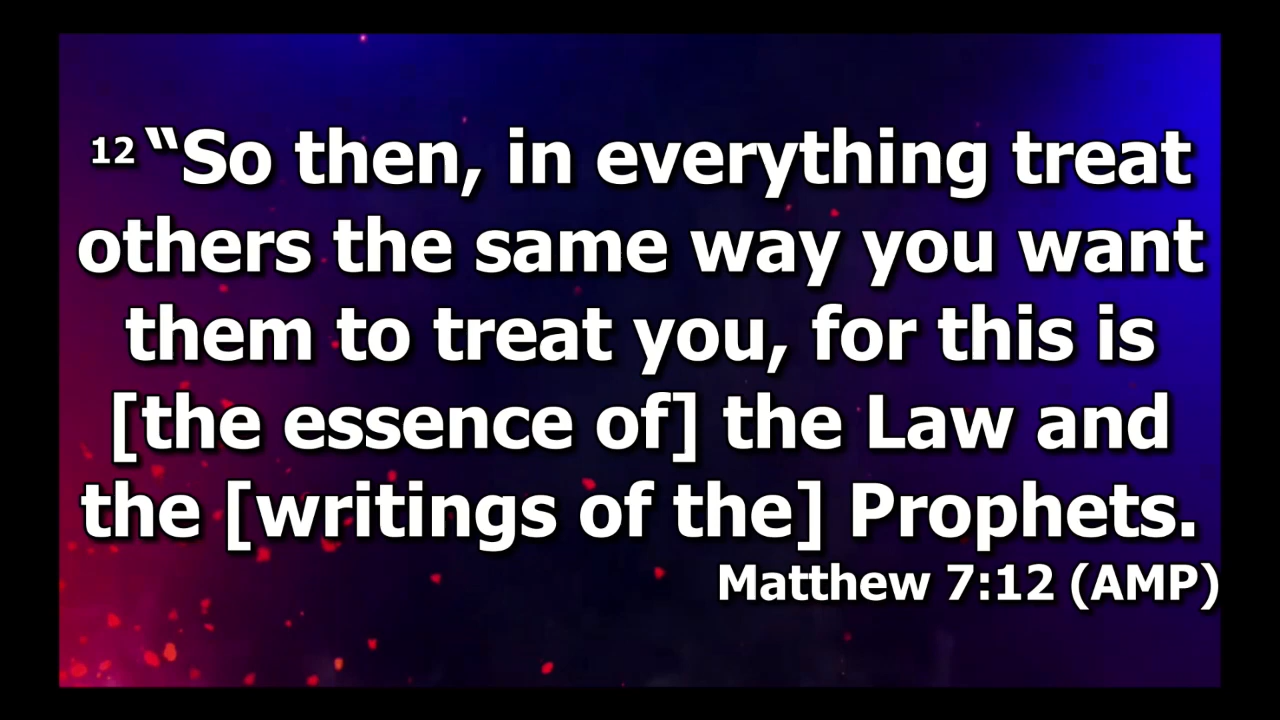 12 “So then, in everything treat
others the same way you want
them to treat you, for this is
[the essence of] the Law and
the [writings of the] Prophets.
Matthew 7:12 (AMP)